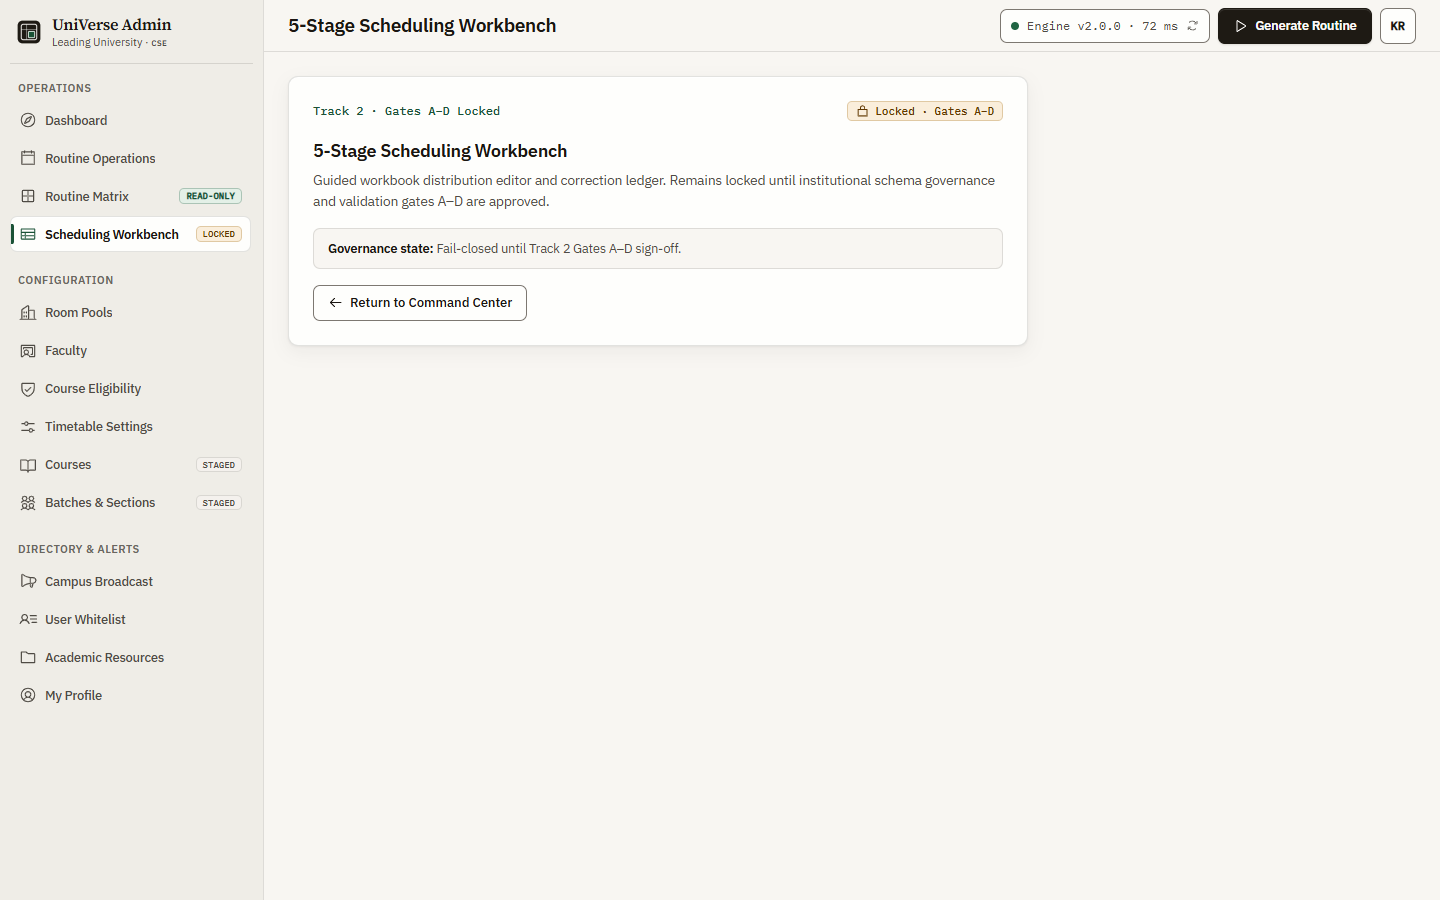 UniVerse Admin
Leading University · CSE
OPERATIONS
Dashboard
Routine Operations
Routine Matrix READ-ONLY
Scheduling Workbench LOCKED
CONFIGURATION
Room Pools
Faculty
Course Eligibility
Timetable Settings
Courses STAGED
Batches & Sections STAGED
DIRECTORY & ALERTS
Campus Broadcast
User Whitelist
Academic Resources
My Profile
5-Stage Scheduling Workbench
Engine v2.0.0 · 72 ms
Generate Routine
KR
Track 2 · Gates A–D Locked
Locked · Gates A–D
5-Stage Scheduling Workbench
Guided workbook distribution editor and correction ledger. Remains locked until institutional schema governance
and validation gates A–D are approved.
Governance state: Fail-closed until Track 2 Gates A–D sign-off.
Return to Command Center